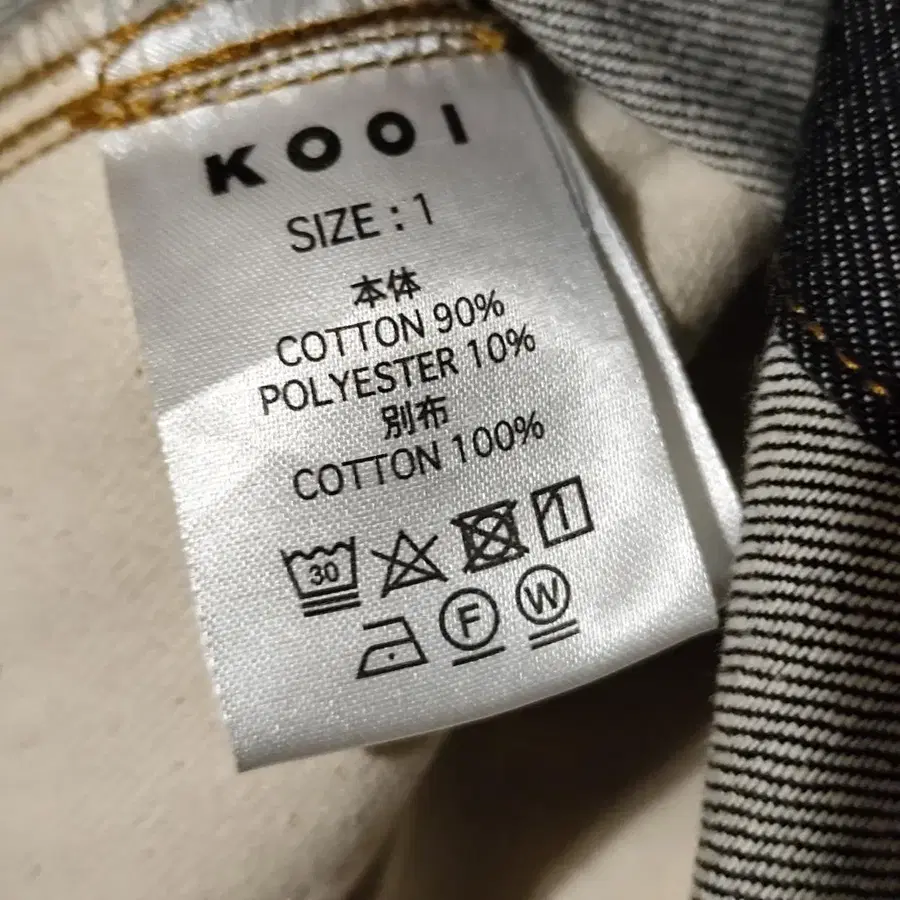 KOOI
SIZE : 1
本体
COTTON 90%
POLYESTER 10%
別布
COTTON 100%
30
F
W